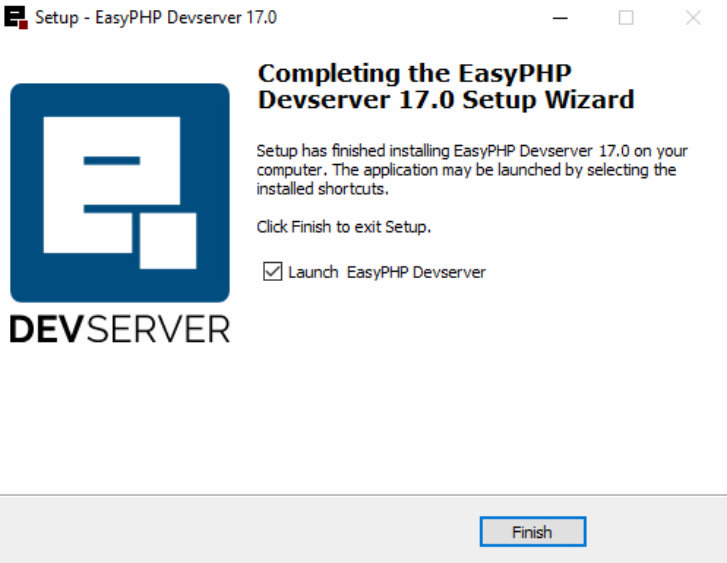 Setup - EasyPHP Devserver 17.0
Completing the EasyPHP
Devserver 17.0 Setup Wizard
Setup has finished installing EasyPHP Devserver 17.0 on your
computer. The application may be launched by selecting the
installed shortcuts.
Click Finish to exit Setup.
Launch EasyPHP Devserver
e.
DEVSERVER
Finish